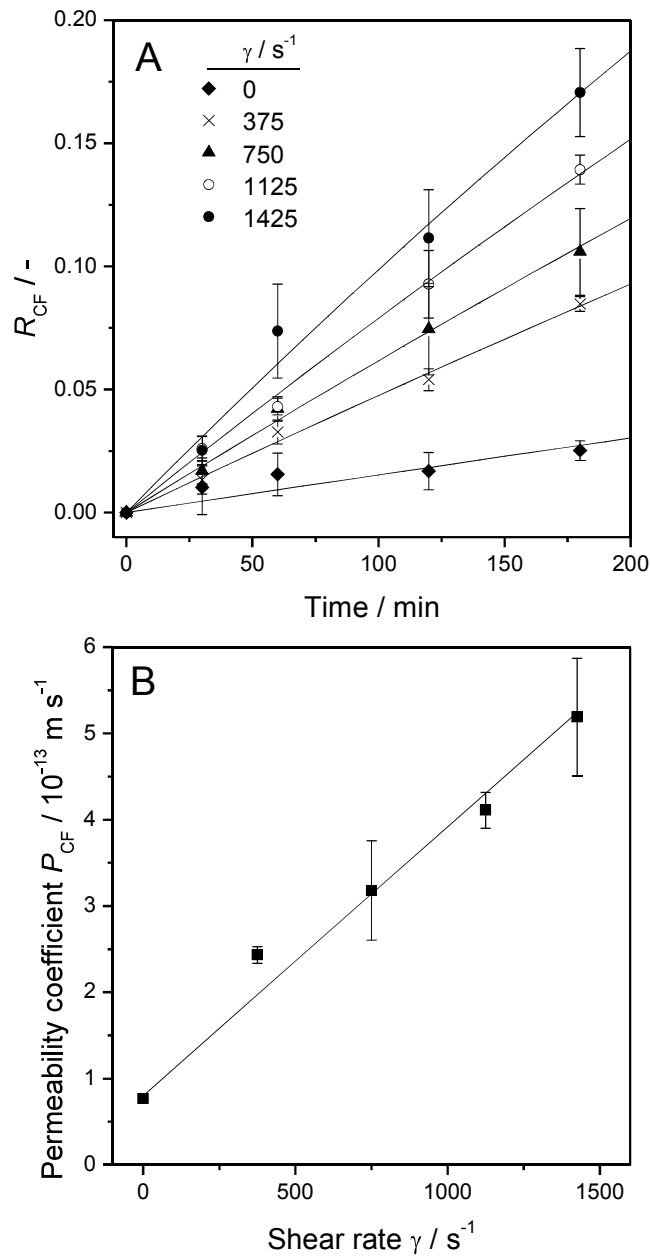 A
γ / s⁻¹
0
375
750
1125
1425
0.20
0.15
0.10
0.05
0.00
R_CF / -
0 50 100 150 200
Time / min
B
6
5
4
3
2
1
0
Permeability coefficient P_CF / 10⁻¹³ m s⁻¹
0 500 1000 1500
Shear rate γ / s⁻¹